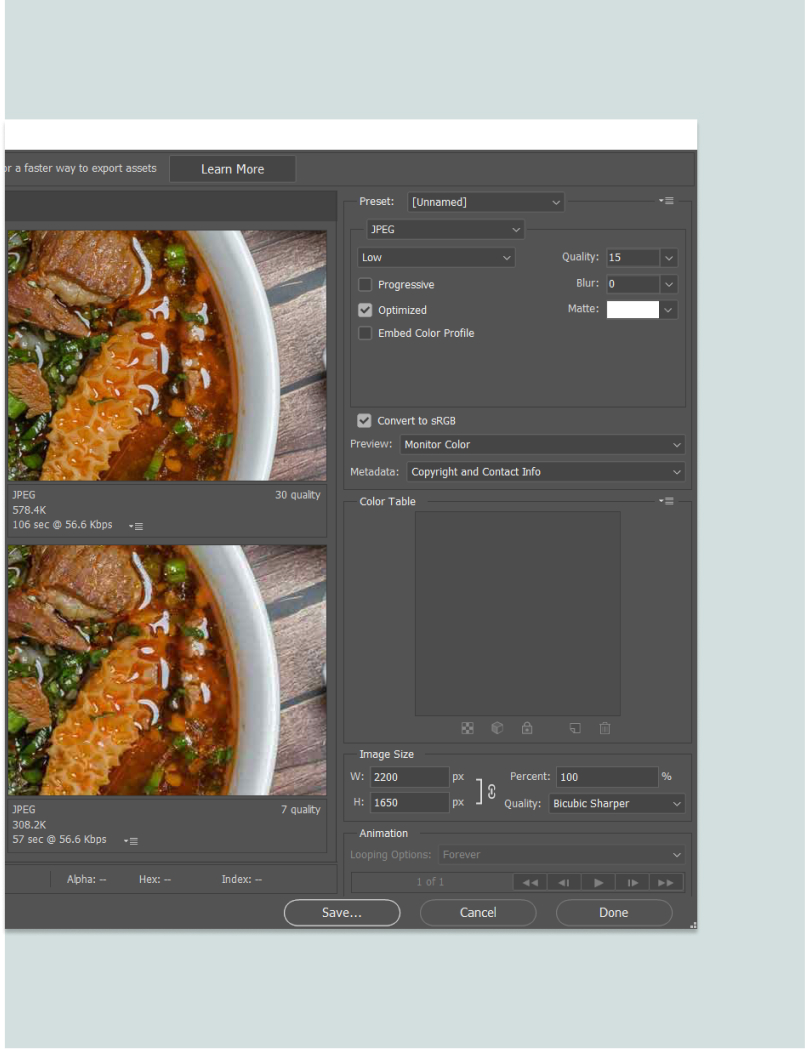 or a faster way to export assets Learn More
Preset: [Unnamed]
JPEG
Low Quality: 15
Progressive Blur: 0
Optimized Matte:
Embed Color Profile
Convert to sRGB
Preview: Monitor Color
Metadata: Copyright and Contact Info
JPEG 30 quality
578.4K
106 sec @ 56.6 Kbps
Color Table
JPEG 7 quality
308.2K
57 sec @ 56.6 Kbps
Image Size
W: 2200 px Percent: 100 %
H: 1650 px Quality: Bicubic Sharper
Animation
Looping Options: Forever
1 of 1
Alpha: -- Hex: -- Index: --
Save... Cancel Done